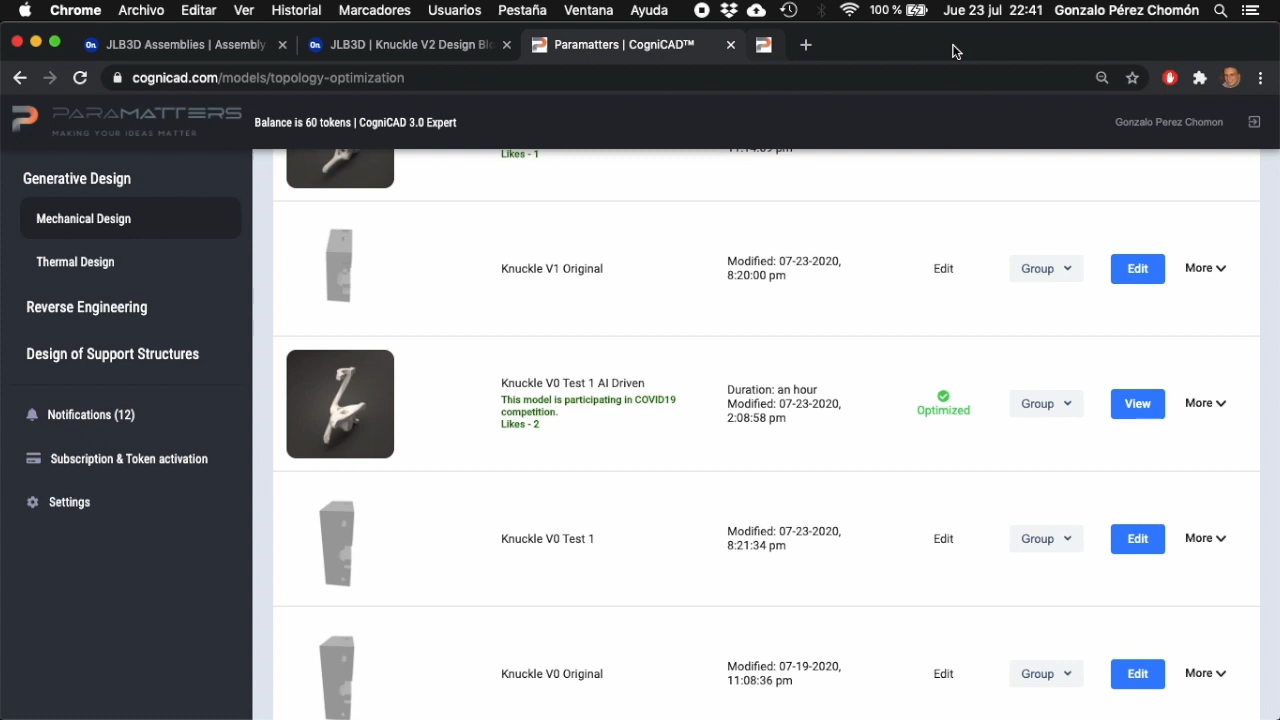 Chrome Archivo Editar Ver Historial Marcadores Usuarios Pestaña Ventana Ayuda 100 % Jue 23 jul 22:41 Gonzalo Pérez Chomón
JLB3D Assemblies | Assembly
JLB3D | Knuckle V2 Design Blo
Paramatters | CogniCAD™
cognicad.com/models/topology-optimization
PARAMATTERS
MAKING YOUR IDEAS MATTER
Balance is 60 tokens | CogniCAD 3.0 Expert
Gonzalo Perez Chomon
Generative Design
Mechanical Design
Thermal Design
Reverse Engineering
Design of Support Structures
Notifications (12)
Subscription & Token activation
Settings
Likes - 1
Knuckle V1 Original
Modified: 07-23-2020,
8:20:00 pm
Edit
Group
Edit
More
Knuckle V0 Test 1 AI Driven
This model is participating in COVID19
competition.
Likes - 2
Duration: an hour
Modified: 07-23-2020,
2:08:58 pm
Optimized
Group
View
More
Knuckle V0 Test 1
Modified: 07-23-2020,
8:21:34 pm
Edit
Group
Edit
More
Knuckle V0 Original
Modified: 07-19-2020,
11:08:36 pm
Edit
Group
Edit
More